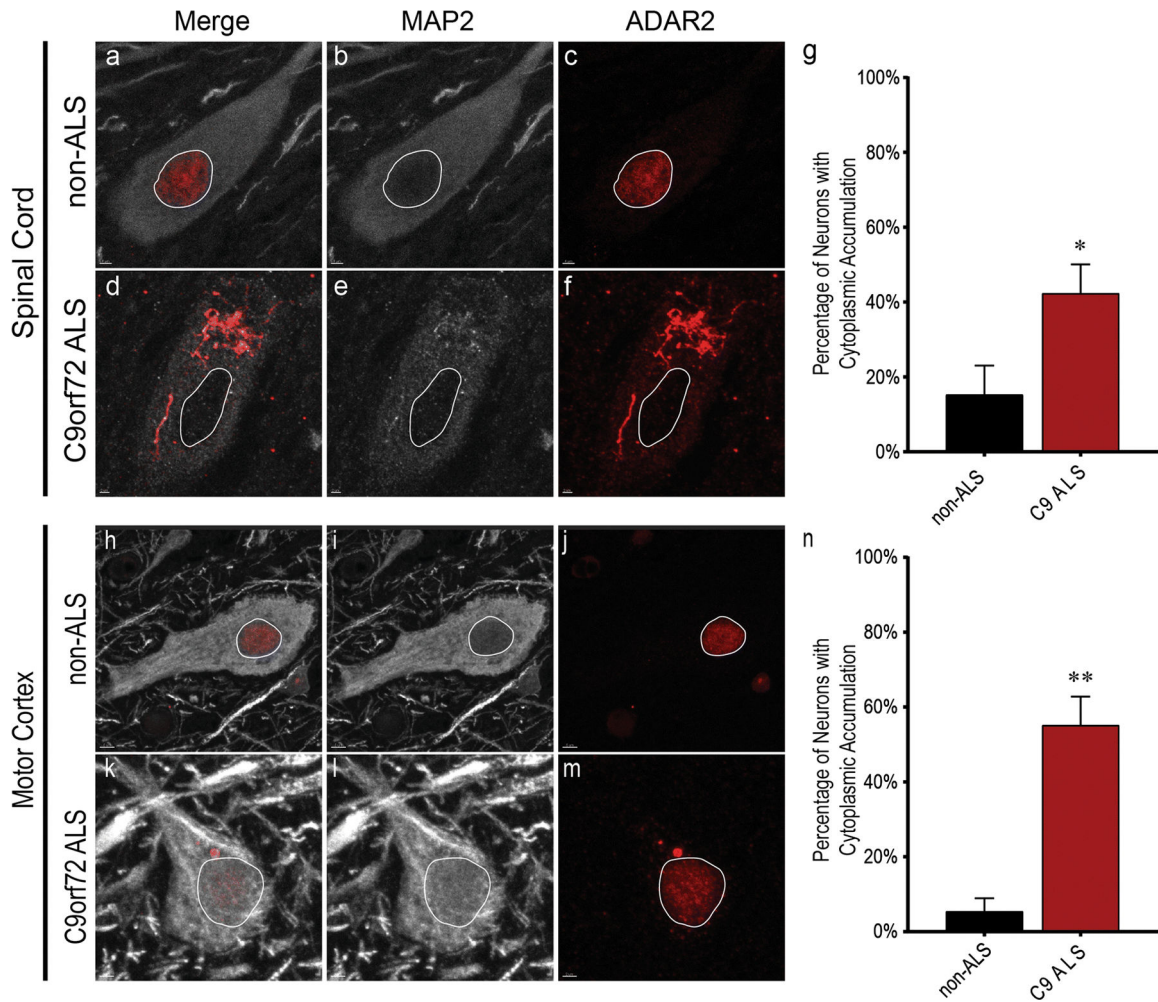 Merge MAP2 ADAR2
Spinal Cord
non-ALS
a b c
C9orf72 ALS
d e f
g
Percentage of Neurons with
Cytoplasmic Accumulation
100%
80%
60%
40%
20%
0%
*
non-ALS
C9 ALS
Motor Cortex
non-ALS
h i j
C9orf72 ALS
k l m
n
Percentage of Neurons with
Cytoplasmic Accumulation
100%
80%
60%
40%
20%
0%
**
non-ALS
C9 ALS